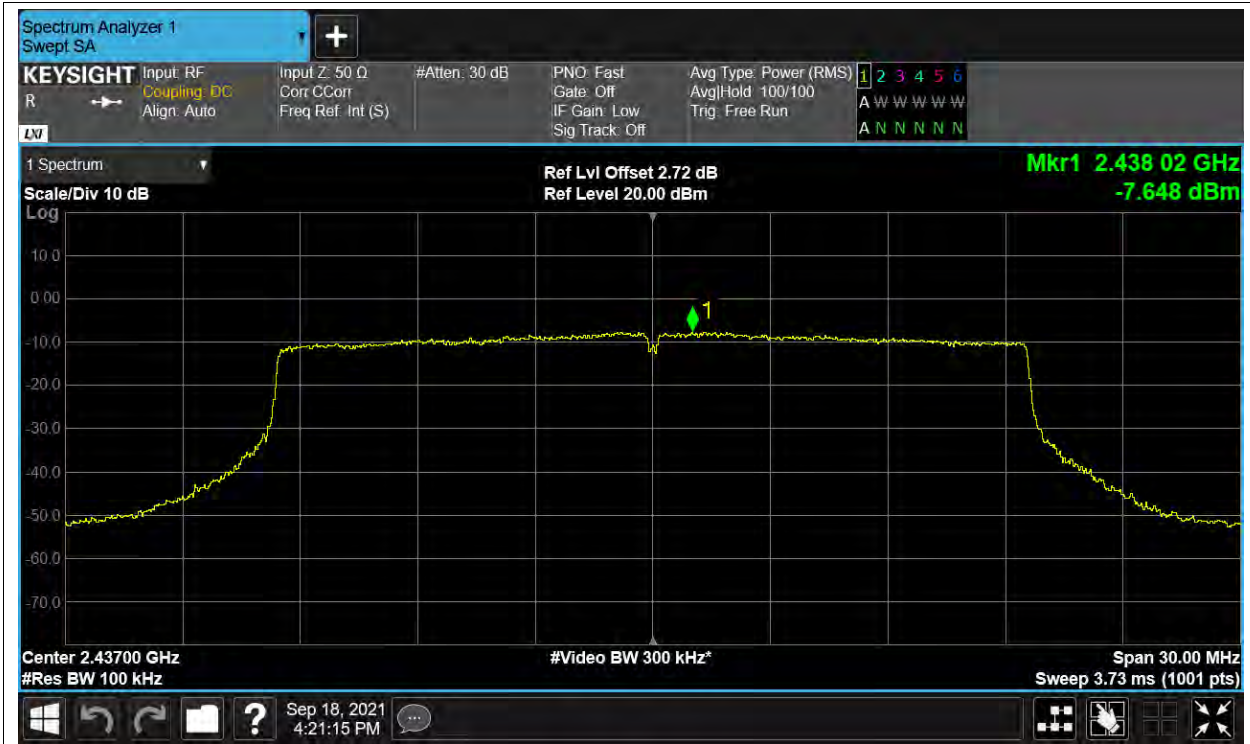 Spectrum Analyzer 1
Swept SA
+
KEYSIGHT
R
LXI
Input: RF
Coupling: DC
Align: Auto
Input Z: 50 Ω
Corr CCorr
Freq Ref: Int (S)
#Atten: 30 dB
PNO: Fast
Gate: Off
IF Gain: Low
Sig Track: Off
Avg Type: Power (RMS)
Avg|Hold: 100/100
Trig: Free Run
1 2 3 4 5 6
A W W W W W
A N N N N N
1 Spectrum
Scale/Div 10 dB
Log
Ref Lvl Offset 2.72 dB
Ref Level 20.00 dBm
Mkr1 2.438 02 GHz
-7.648 dBm
10.0
0.00
-10.0
-20.0
-30.0
-40.0
-50.0
-60.0
-70.0
1
Center 2.43700 GHz
#Res BW 100 kHz
#Video BW 300 kHz*
Span 30.00 MHz
Sweep 3.73 ms (1001 pts)
?
Sep 18, 2021
4:21:15 PM